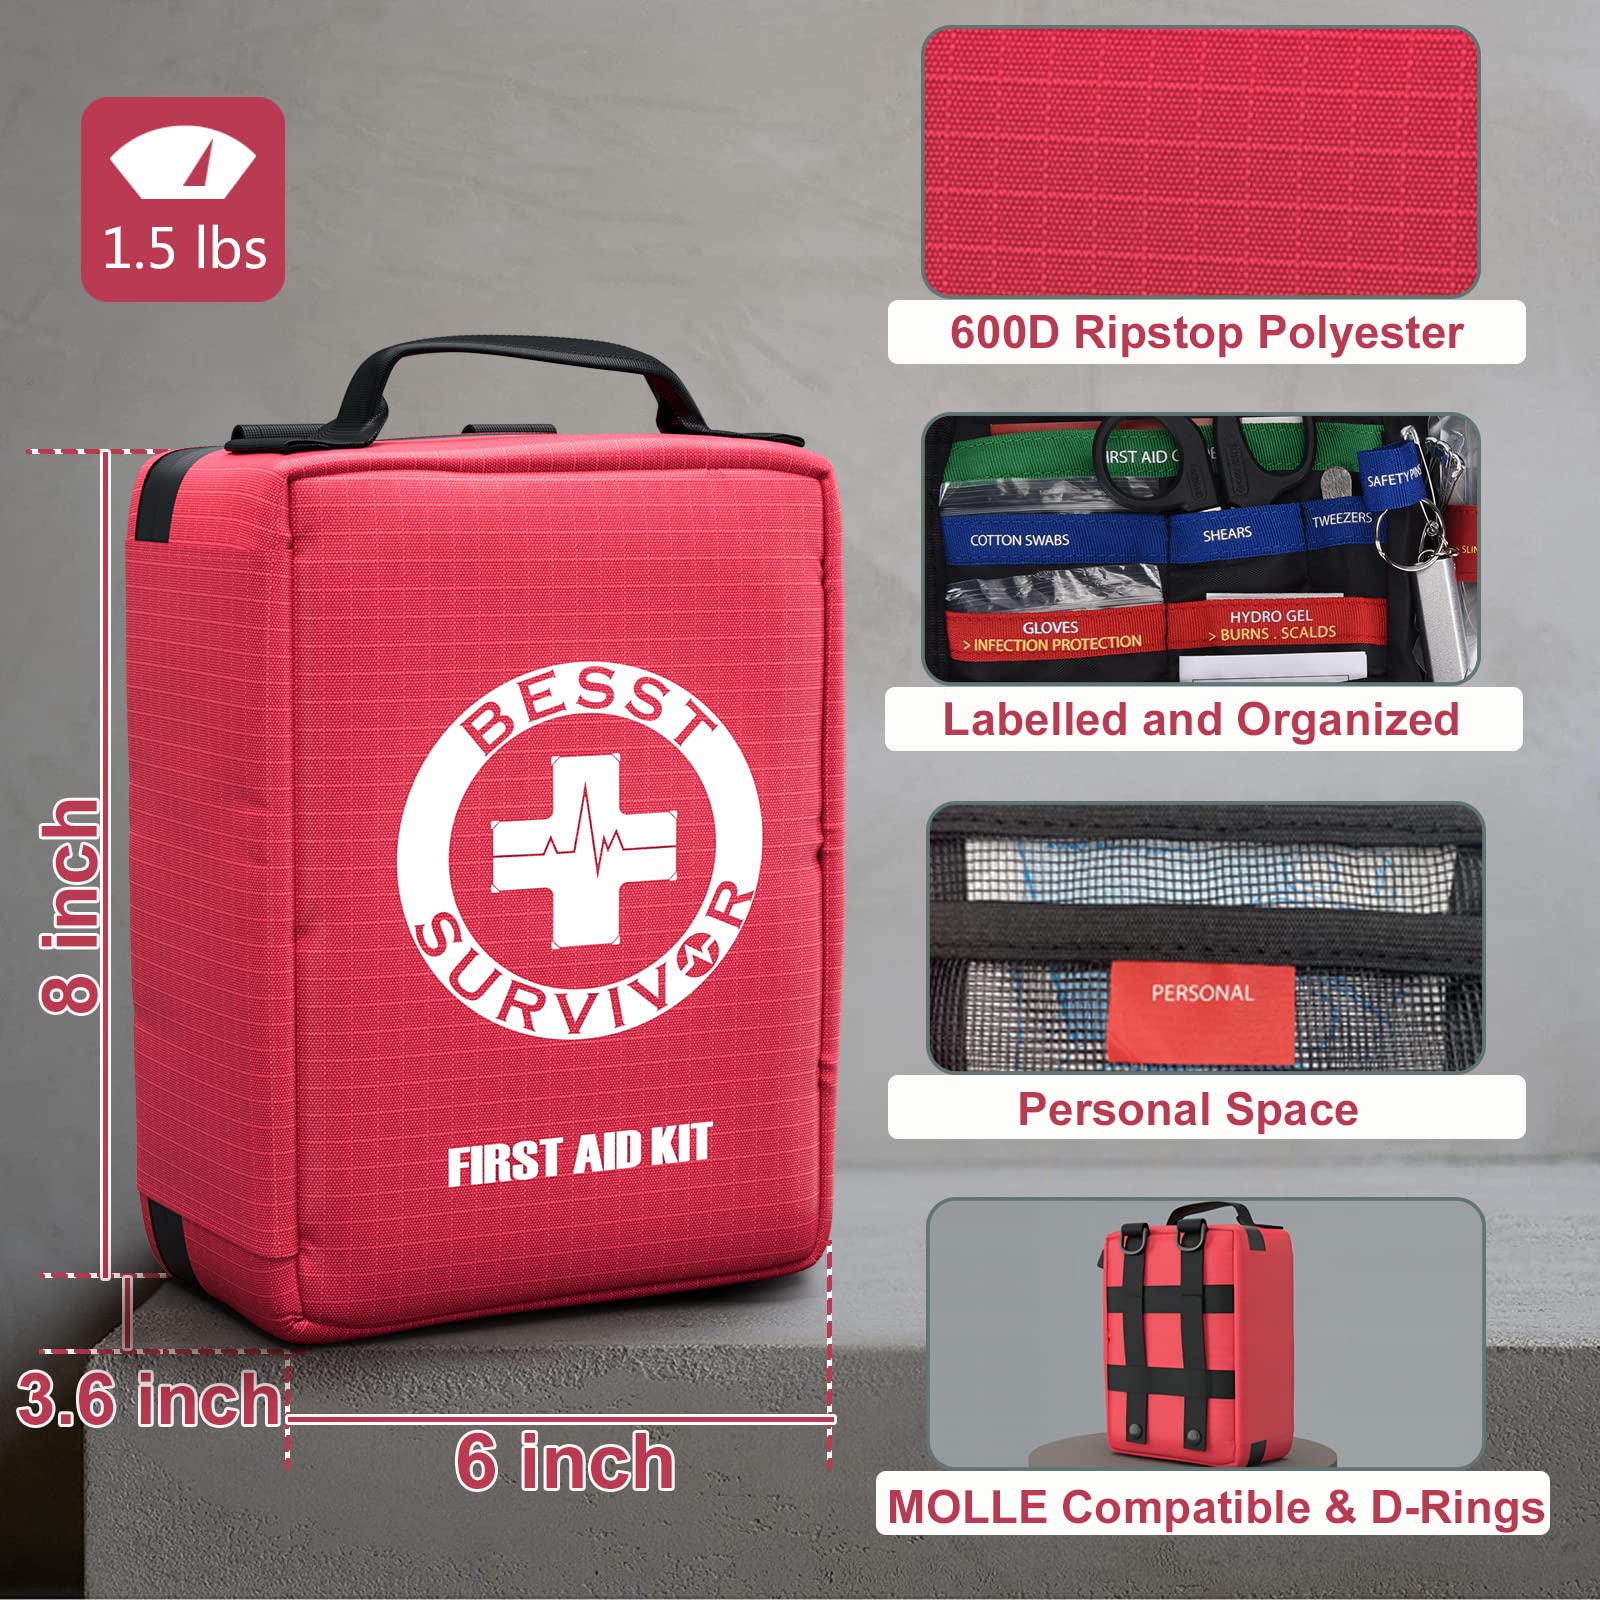 1.5 lbs
600D Ripstop Polyester
COTTON SWABS
SHEARS
TWEEZERS
GLOVES
> INFECTION PROTECTION
HYDRO GEL
> BURNS . SCALDS
Labelled and Organized
BESST
SURVIVOR
FIRST AID KIT
8 inch
3.6 inch
6 inch
PERSONAL
Personal Space
MOLLE Compatible & D-Rings